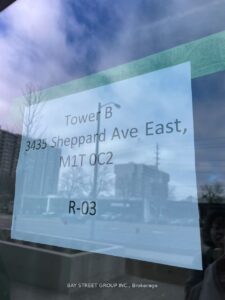 Tower B
3435 Sheppard Ave East,
M1T 0C2
R-03
BAY STREET GROUP INC., Brokerage